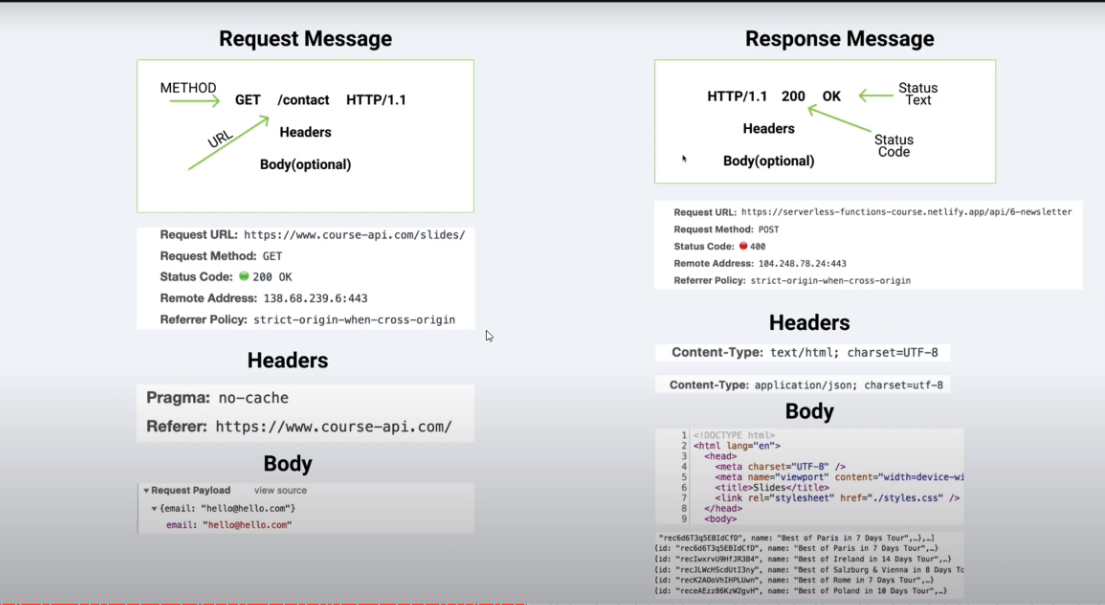 Request Message
METHOD
GET /contact HTTP/1.1
URL
Headers
Body(optional)
Request URL: https://www.course-api.com/slides/
Request Method: GET
Status Code: 200 OK
Remote Address: 138.68.239.6:443
Referrer Policy: strict-origin-when-cross-origin
Headers
Pragma: no-cache
Referer: https://www.course-api.com/
Body
Request Payload view source
{email: "hello@hello.com"}
email: "hello@hello.com"
Response Message
HTTP/1.1 200 OK
Status
Text
Headers
Status
Code
Body(optional)
Request URL: https://serverless-functions-course.netlify.app/api/6-newsletter
Request Method: POST
Status Code: 400
Remote Address: 104.248.78.24:443
Referrer Policy: strict-origin-when-cross-origin
Headers
Content-Type: text/html; charset=UTF-8
Content-Type: application/json; charset=utf-8
Body
1 <!DOCTYPE html>
2 <html lang="en">
3 <head>
4 <meta charset="UTF-8" />
5 <meta name="viewport" content="width=device-wi
6 <title>Slides</title>
7 <link rel="stylesheet" href="./styles.css" />
8 </head>
9 <body>
name: "Best of Paris in 7 Days Tour",…},…]
{id: name: "Best of Paris in 7 Days Tour",…}
{id: name: "Best of Ireland in 14 Days Tour",…}
{id: name: "Best of Salzburg & Vienna in 8 Days To
{id: name: "Best of Rome in 7 Days Tour",…}
{id: name: "Best of Poland in 10 Days Tour",…}